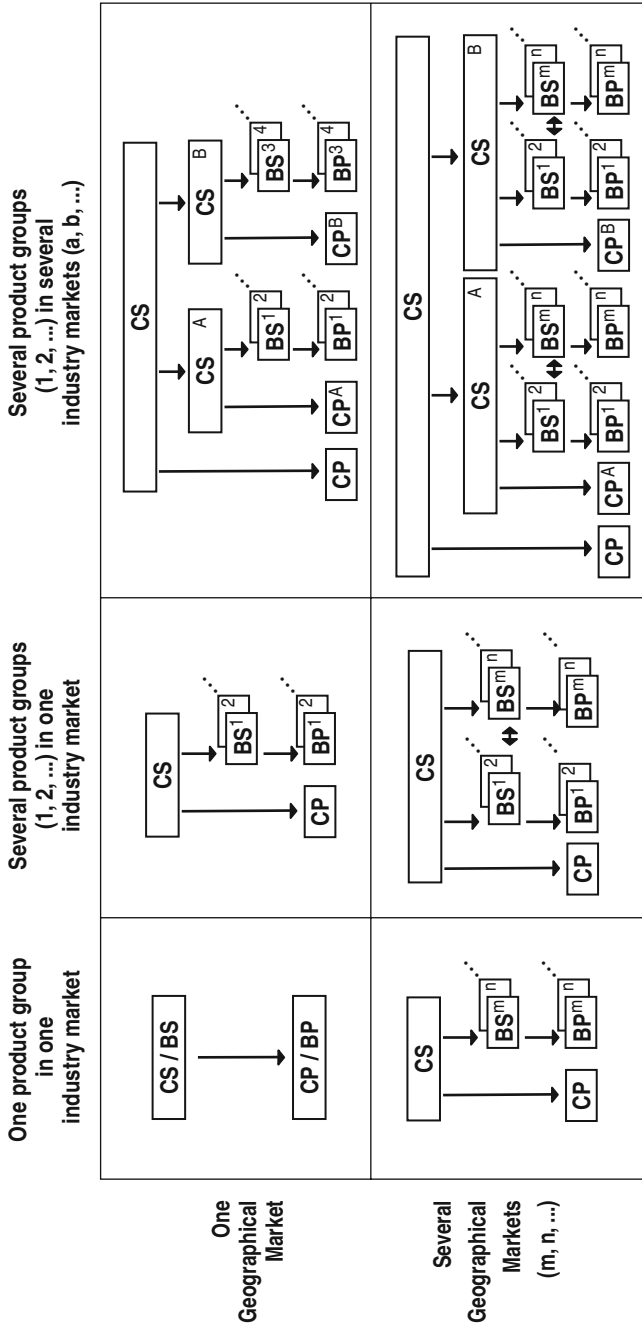 One product group
in one
industry market
Several product groups
(1, 2, ...) in one
industry market
Several product groups
(1, 2, ...) in several
industry markets (a, b, ...)
One
Geographical
Market
CS / BS
CP / BP
CS
BS1 2
CP
BP1 2
CS
CS A
CS B
BS1 2
BS3 4
CP
CPA
BP1 2
CPB
BP3 4
Several
Geographical
Markets
(m, n, ...)
CS
BSm n
CP
BPm n
CS
BS1 2
BSm n
CP
BP1 2
BPm n
CS
CS A
CS B
BS1 2
BSm n
BS1 2
BSm n
CP
CPA
BP1 2
BPm n
CPB
BP1 2
BPm n